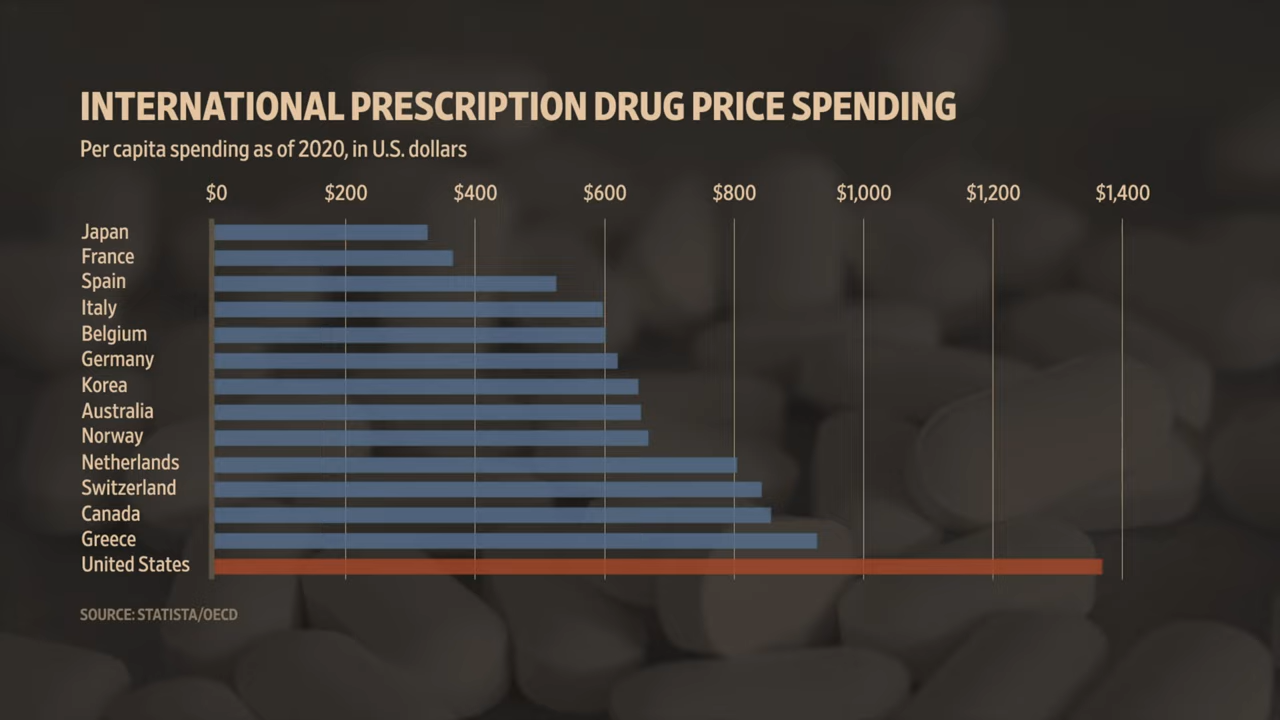 INTERNATIONAL PRESCRIPTION DRUG PRICE SPENDING
Per capita spending as of 2020, in U.S. dollars
$0 $200 $400 $600 $800 $1,000 $1,200 $1,400
Japan
France
Spain
Italy
Belgium
Germany
Korea
Australia
Norway
Netherlands
Switzerland
Canada
Greece
United States
SOURCE: STATISTA/OECD